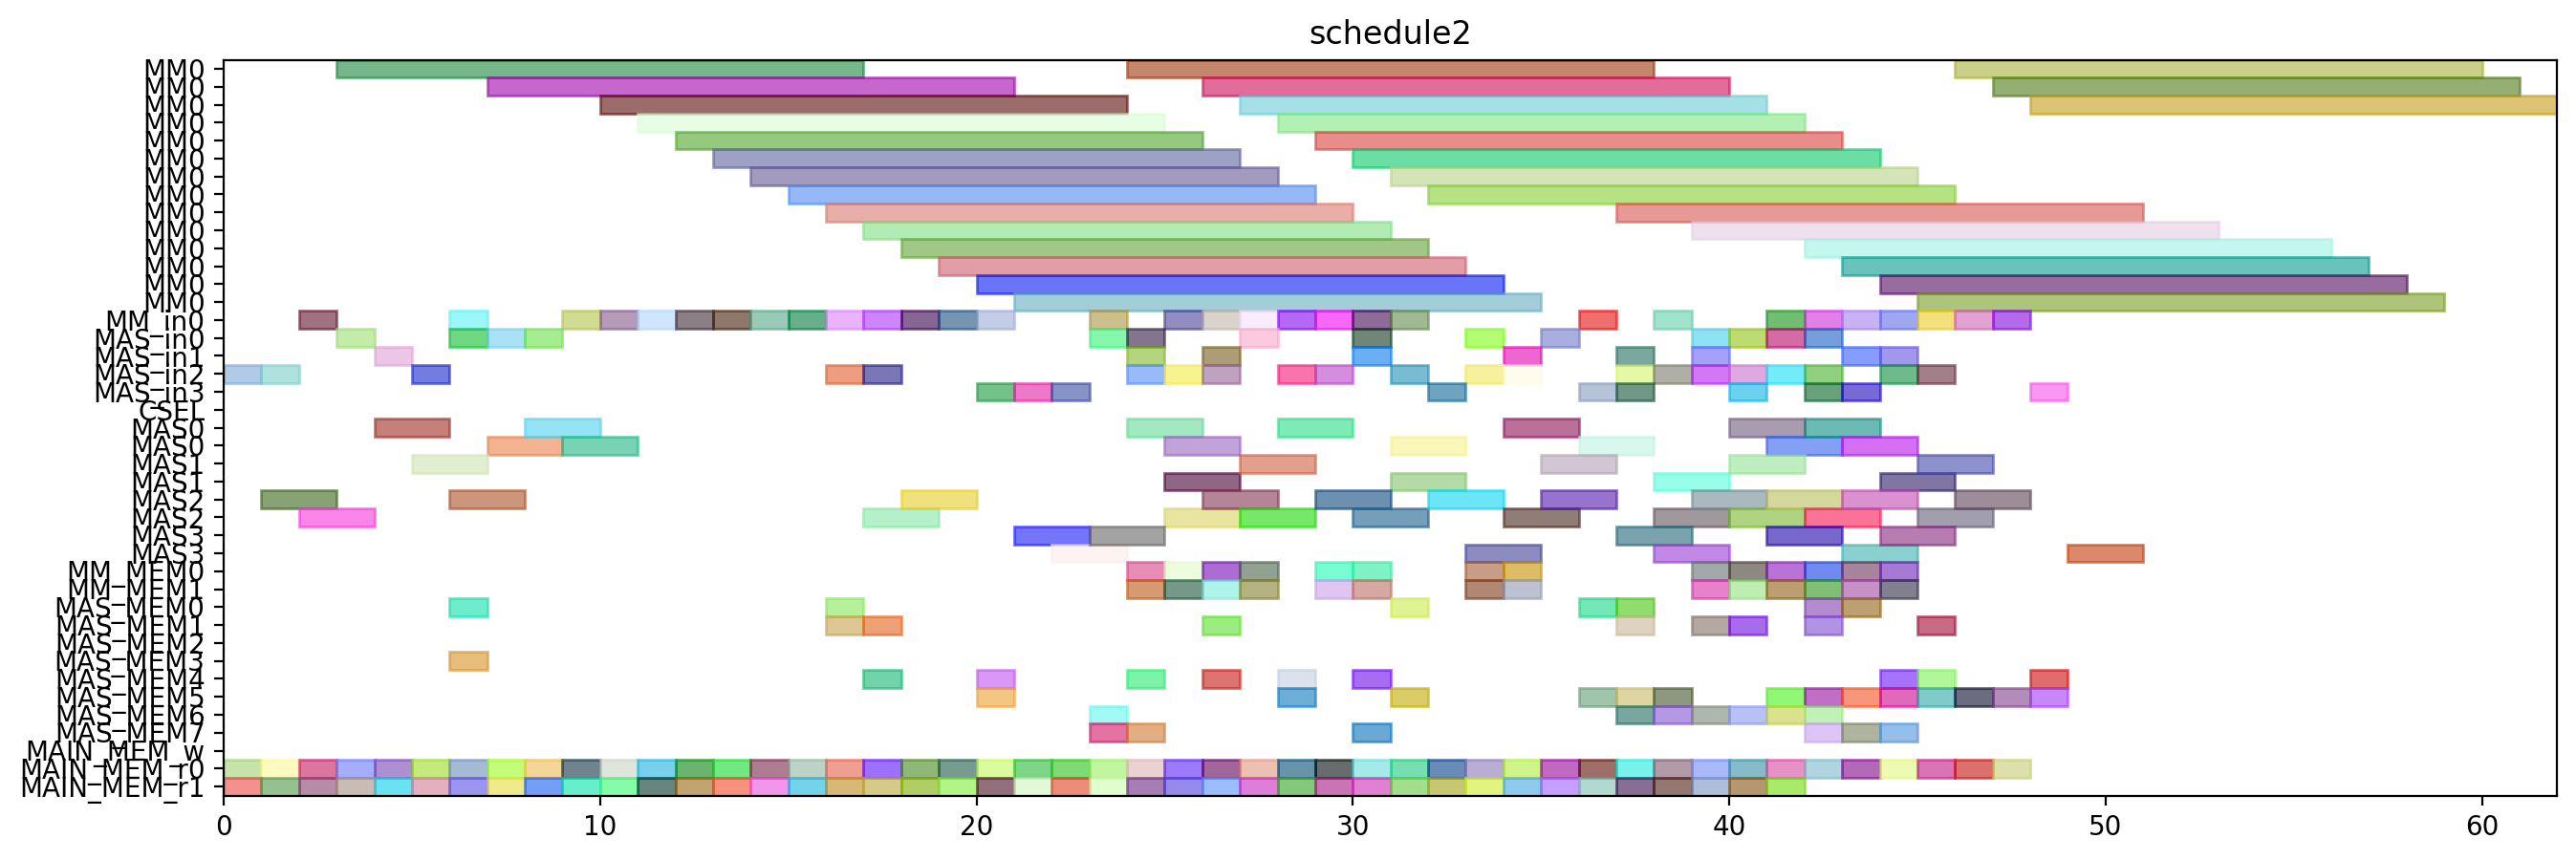 schedule2
MM0
MM0
MM0
MM0
MM0
MM0
MM0
MM0
MM0
MM0
MM0
MM0
MM0
MM0
MM_in0
MAS_in0
MAS_in1
MAS_in2
MAS_in3
CSEL
MAS0
MAS0
MAS1
MAS1
MAS2
MAS2
MAS3
MAS3
MM_MEM0
MM_MEM1
MAS_MEM0
MAS_MEM1
MAS_MEM2
MAS_MEM3
MAS_MEM4
MAS_MEM5
MAS_MEM6
MAS_MEM7
MAIN_MEM_w
MAIN_MEM_r0
MAIN_MEM_r1
0 10 20 30 40 50 60